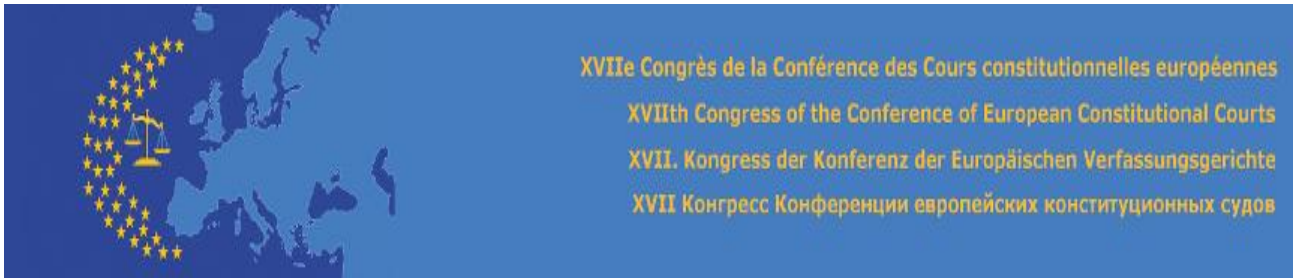 XVIIe Congrès de la Conférence des Cours constitutionnelles européennes
XVIIth Congress of the Conference of European Constitutional Courts
XVII. Kongress der Konferenz der Europäischen Verfassungsgerichte
XVII Конгресс Конференции европейских конституционных судов